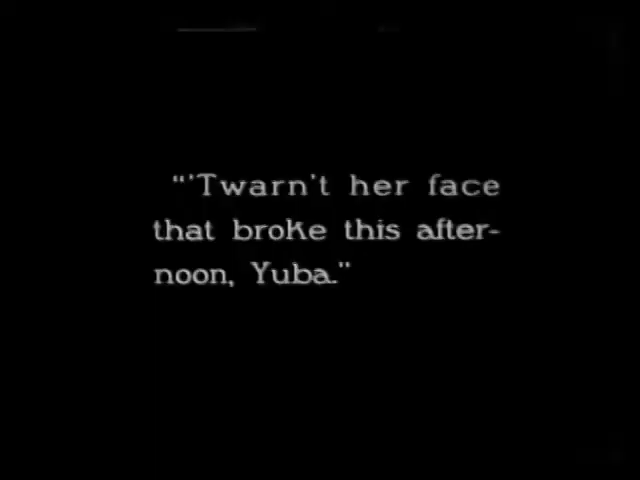 "'Twarn't her face
that broke this after-
noon, Yuba."